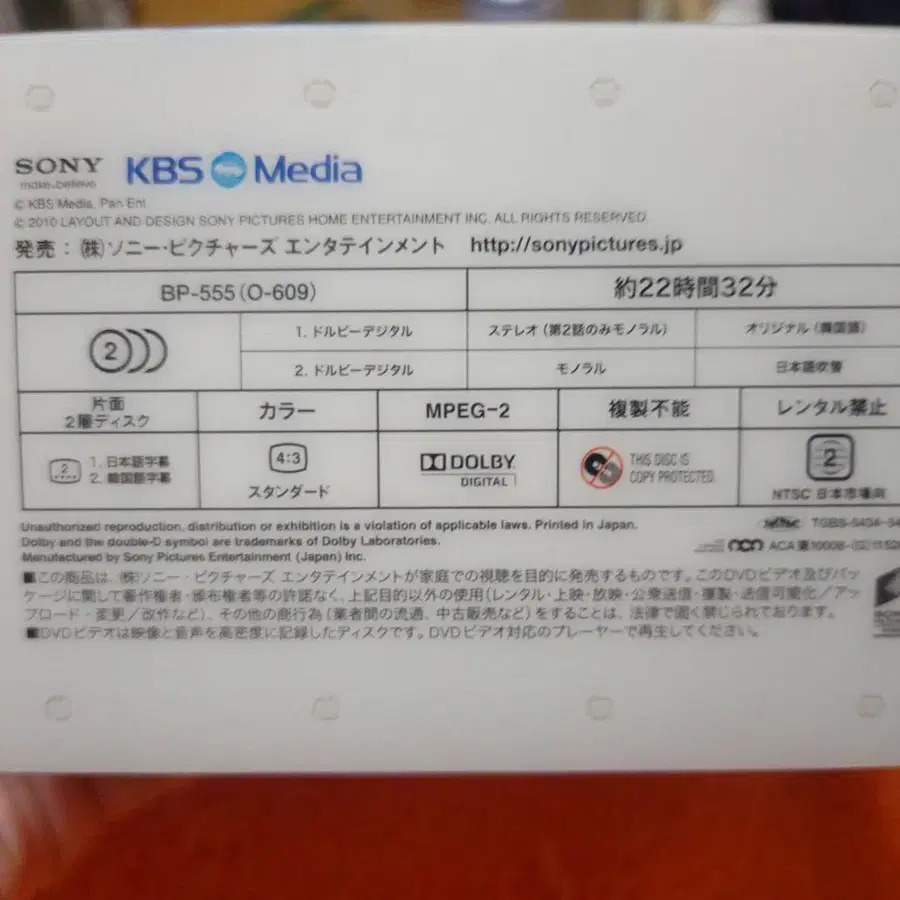 SONY
make.believe
KBS Media
© KBS Media, Pan Ent
© 2010 LAYOUT AND DESIGN SONY PICTURES HOME ENTERTAINMENT INC. ALL RIGHTS RESERVED
発売：㈱ソニー・ピクチャーズ エンタテインメント http://sonypictures.jp
BP-555(O-609) 約22時間32分
2 1. ドルビーデジタル ステレオ（第2話のみモノラル） オリジナル（韓国語）
2. ドルビーデジタル モノラル 日本語吹替
片面
2層ディスク カラー MPEG-2 複製不能 レンタル禁止
2 1. 日本語字幕
2. 韓国語字幕
4:3
スタンダード
DOLBY
DIGITAL
THIS DISC IS
COPY PROTECTED.
2
NTSC 日本市場向
Unauthorized reproduction, distribution or exhibition is a violation of applicable laws. Printed in Japan.
Dolby and the double-D symbol are trademarks of Dolby Laboratories.
Manufactured by Sony Pictures Entertainment (Japan) Inc.
■この商品は、㈱ソニー・ピクチャーズ エンタテインメントが家庭での視聴を目的に発売するものです。このDVDビデオ及びパッ
ケージに関して著作権者・頒布権者等の許諾なく、上記目的以外の使用（レンタル・上映・放映・公衆送信・複製・送信可能化／アッ
プロード・変更／改作など）、その他の商行為（業者間の流通、中古販売など）をすることは、法律で固く禁じられております。
■DVDビデオは映像と音声を高密度に記録したディスクです。DVDビデオ対応のプレーヤーで再生してください。